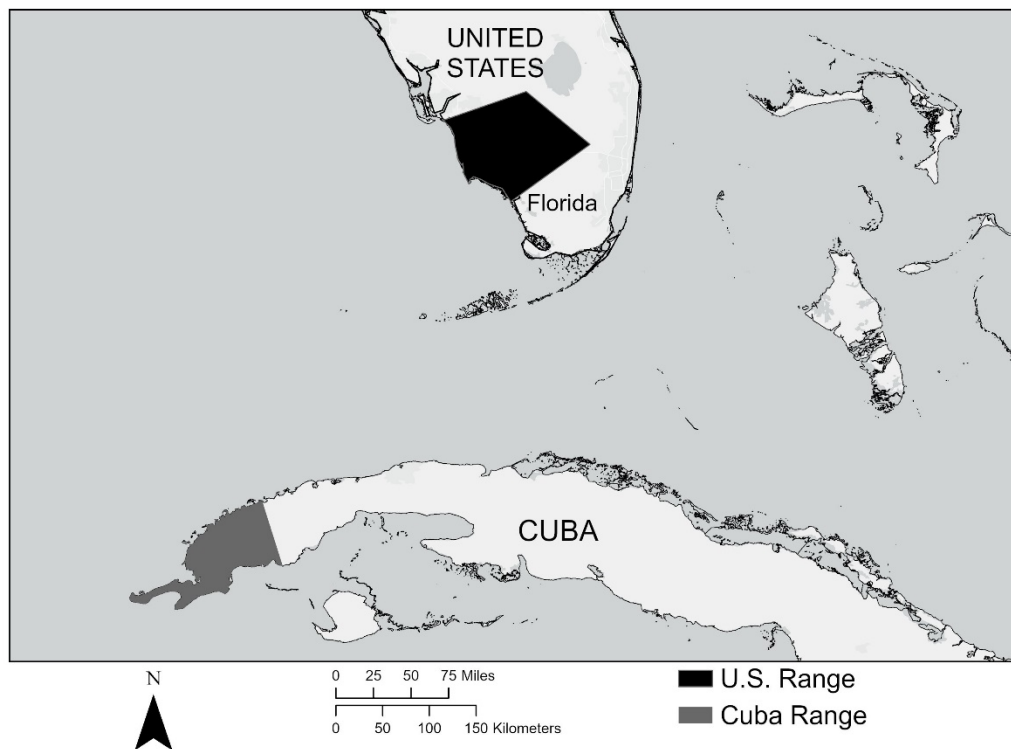 UNITED
STATES
Florida
CUBA
N
0 25 50 75 Miles
0 50 100 150 Kilometers
U.S. Range
Cuba Range